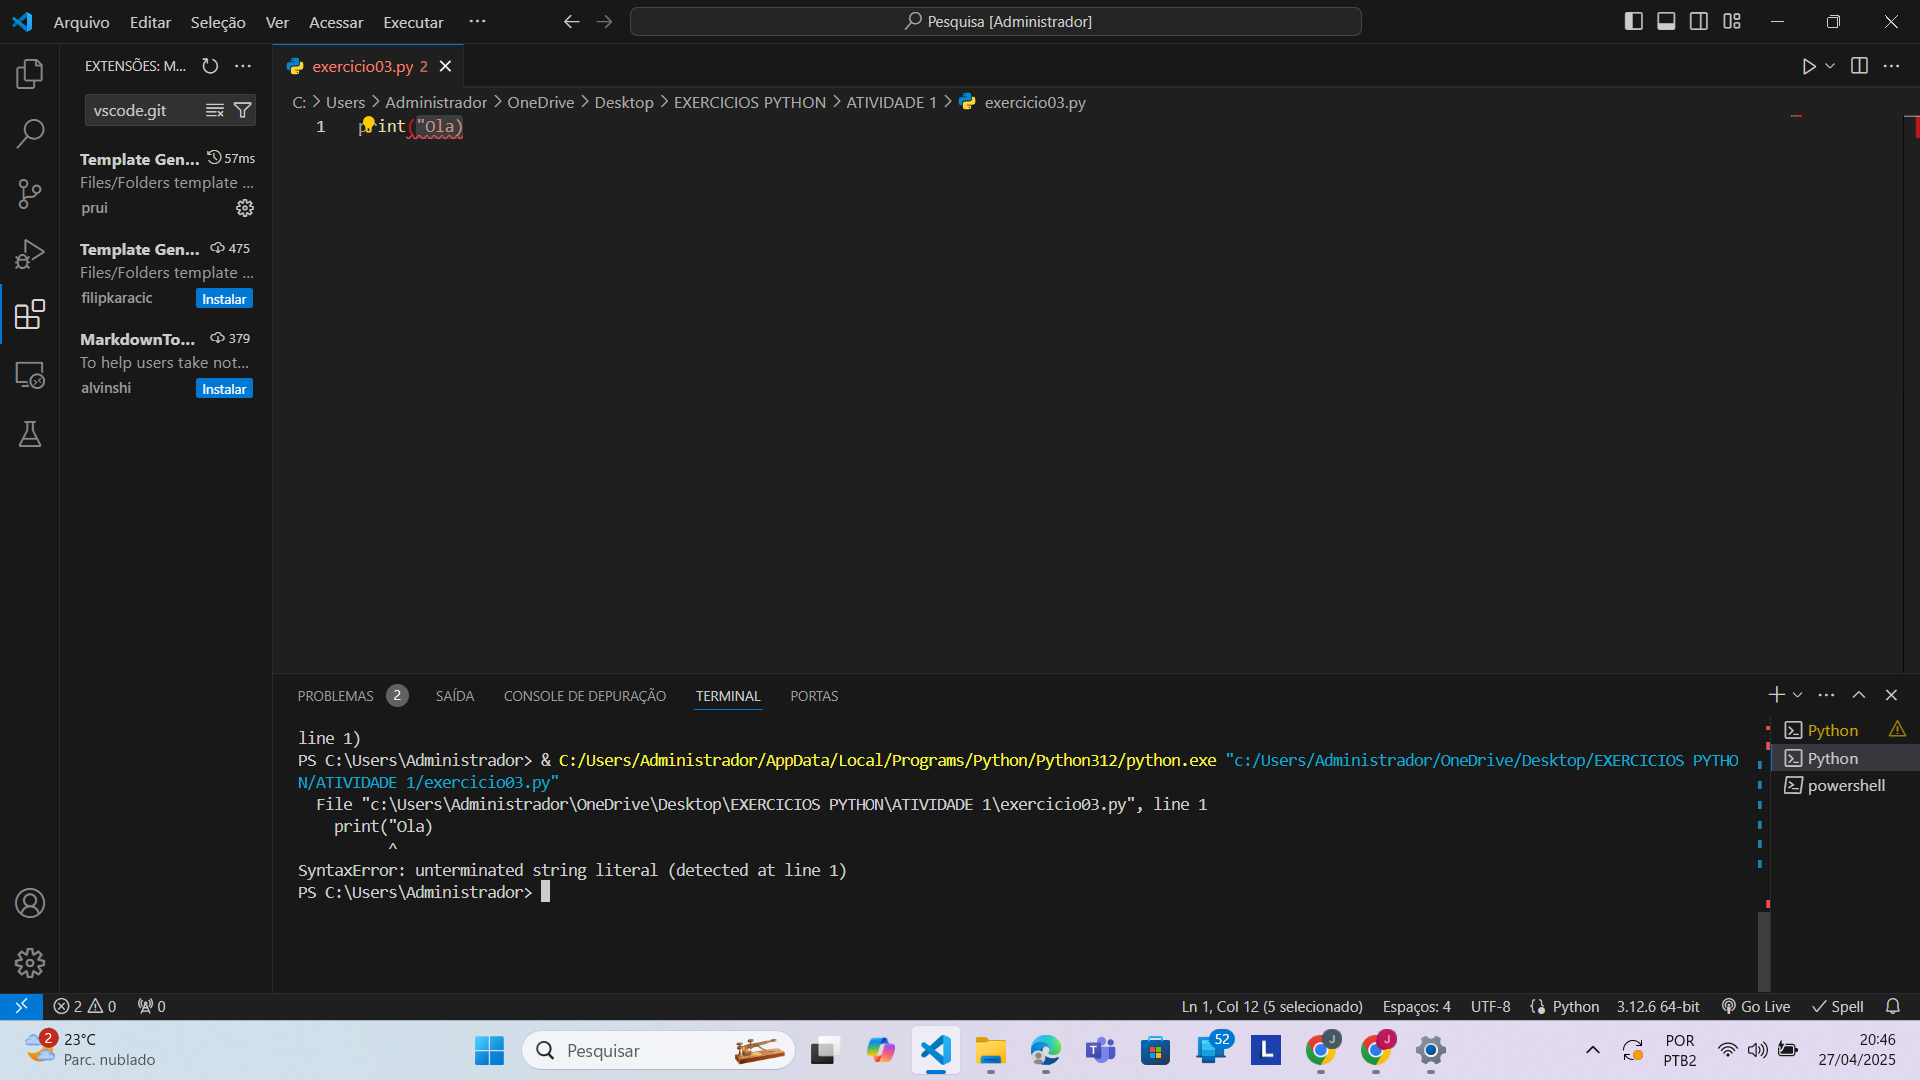 Arquivo Editar Seleção Ver Acessar Executar ···
Pesquisa [Administrador]
EXTENSÕES: M...
exercicio03.py 2
vscode.git
C: > Users > Administrador > OneDrive > Desktop > EXERCICIOS PYTHON > ATIVIDADE 1 > exercicio03.py
1 print("Ola)
Template Gen... 57ms
Files/Folders template ...
prui
Template Gen... 475
Files/Folders template ...
filipkaracic Instalar
MarkdownTo... 379
To help users take not...
alvinshi Instalar
PROBLEMAS 2 SAÍDA CONSOLE DE DEPURAÇÃO TERMINAL PORTAS
line 1)
PS C:\Users\Administrador> & C:/Users/Administrador/AppData/Local/Programs/Python/Python312/python.exe "c:/Users/Administrador/OneDrive/Desktop/EXERCICIOS PYTHO
N/ATIVIDADE 1/exercicio03.py"
File "c:\Users\Administrador\OneDrive\Desktop\EXERCICIOS PYTHON\ATIVIDADE 1\exercicio03.py", line 1
print("Ola)
^
SyntaxError: unterminated string literal (detected at line 1)
PS C:\Users\Administrador>
Python
Python
powershell
2 0 0
Ln 1, Col 12 (5 selecionado) Espaços: 4 UTF-8 Python 3.12.6 64-bit Go Live Spell
2
23°C
Parc. nublado
Pesquisar
52
L
J
J
POR
PTB2
20:46
27/04/2025